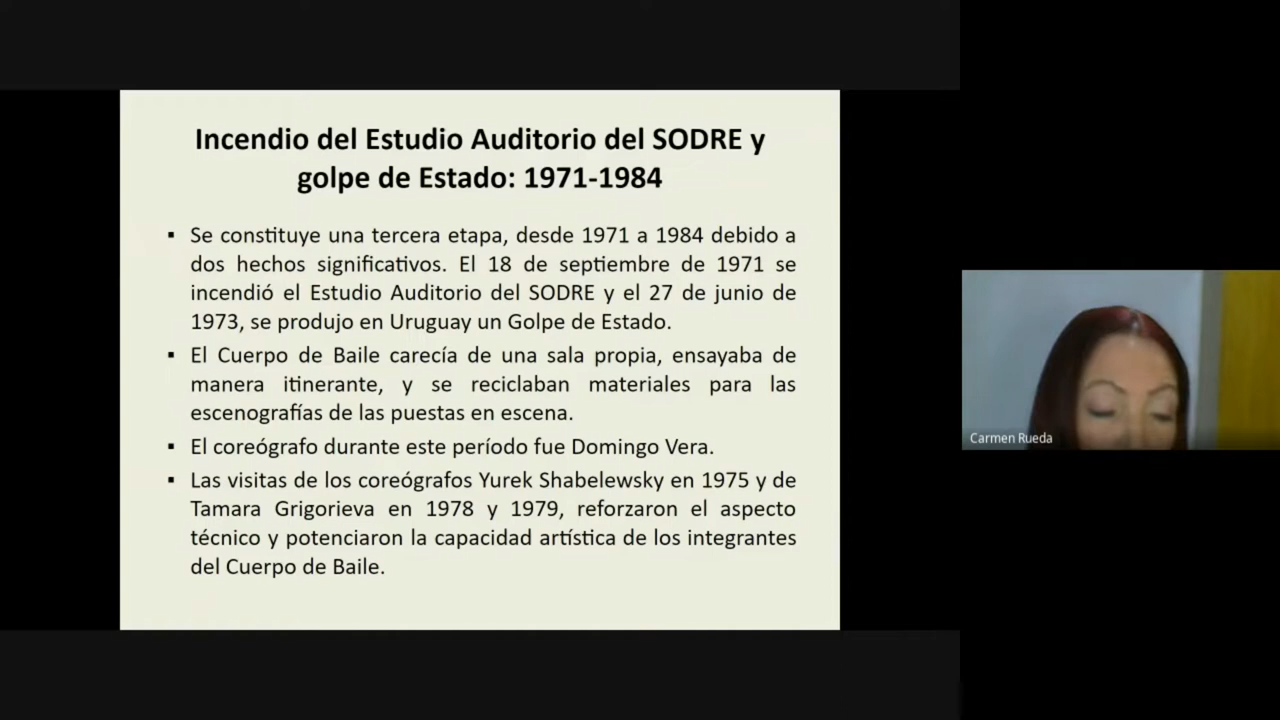 Incendio del Estudio Auditorio del SODRE y
golpe de Estado: 1971-1984
▪ Se constituye una tercera etapa, desde 1971 a 1984 debido a
dos hechos significativos. El 18 de septiembre de 1971 se
incendió el Estudio Auditorio del SODRE y el 27 de junio de
1973, se produjo en Uruguay un Golpe de Estado.
▪ El Cuerpo de Baile carecía de una sala propia, ensayaba de
manera itinerante, y se reciclaban materiales para las
escenografías de las puestas en escena.
▪ El coreógrafo durante este período fue Domingo Vera.
▪ Las visitas de los coreógrafos Yurek Shabelewsky en 1975 y de
Tamara Grigorieva en 1978 y 1979, reforzaron el aspecto
técnico y potenciaron la capacidad artística de los integrantes
del Cuerpo de Baile.
Carmen Rueda